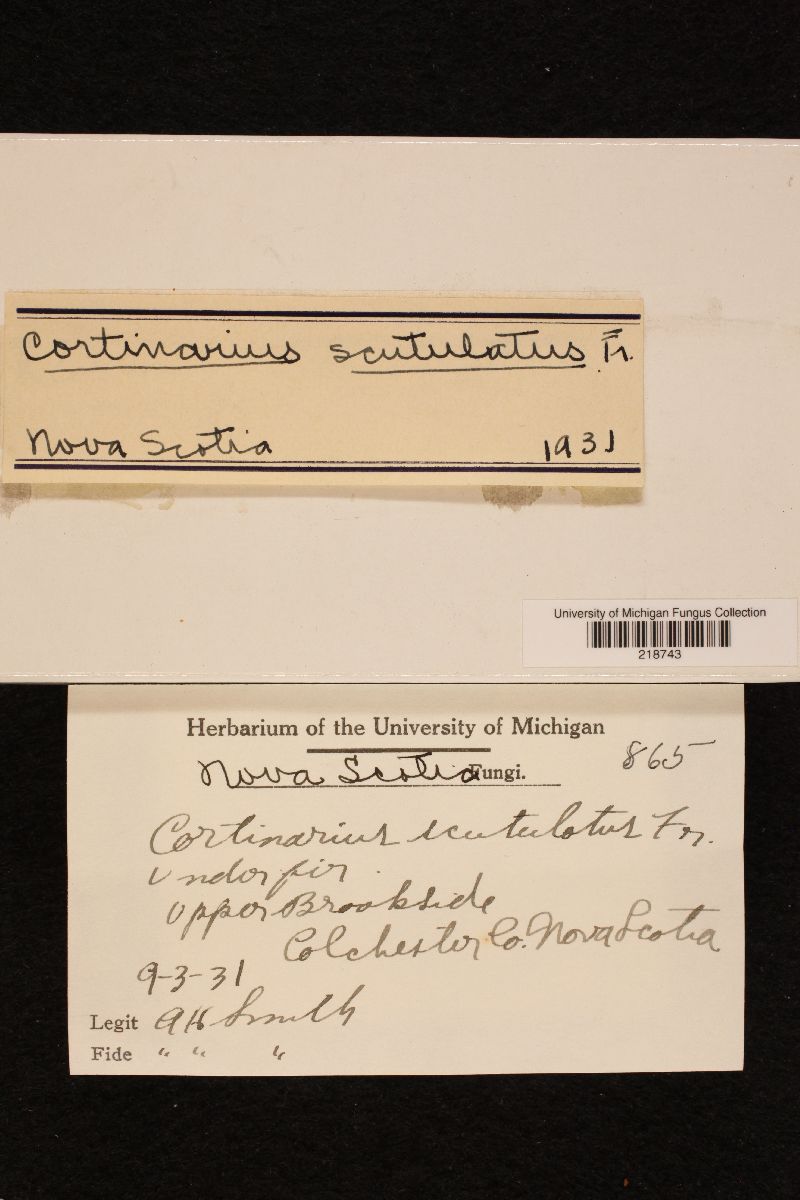 Cortinarius scutulatus Fr.
Nova Scotia 1931
University of Michigan Fungus Collection
218743
Herbarium of the University of Michigan
865
Nova Scotia Fungi.
Cortinarius scutulatus Fr.
Under fir.
Upper Brookside
Colchester Co. Nova Scotia
9-3-31
Legit AH Smith
Fide " " "